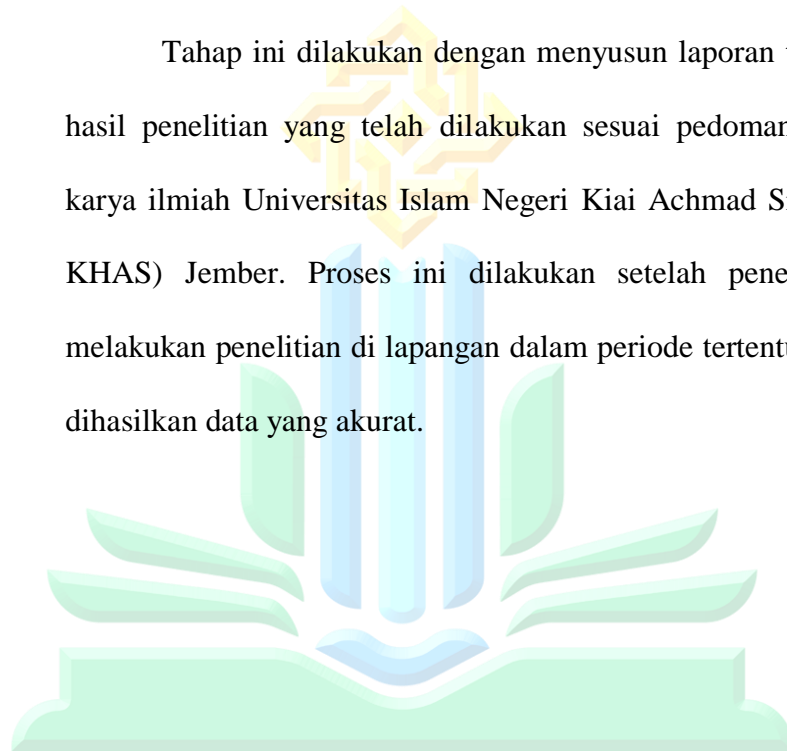 Tahap ini dilakukan dengan menyusun laporan
hasil penelitian yang telah dilakukan sesuai pedoman
karya ilmiah Universitas Islam Negeri Kiai Achmad
KHAS) Jember. Proses ini dilakukan setelah
melakukan penelitian di lapangan dalam periode tertentu
dihasilkan data yang akurat.